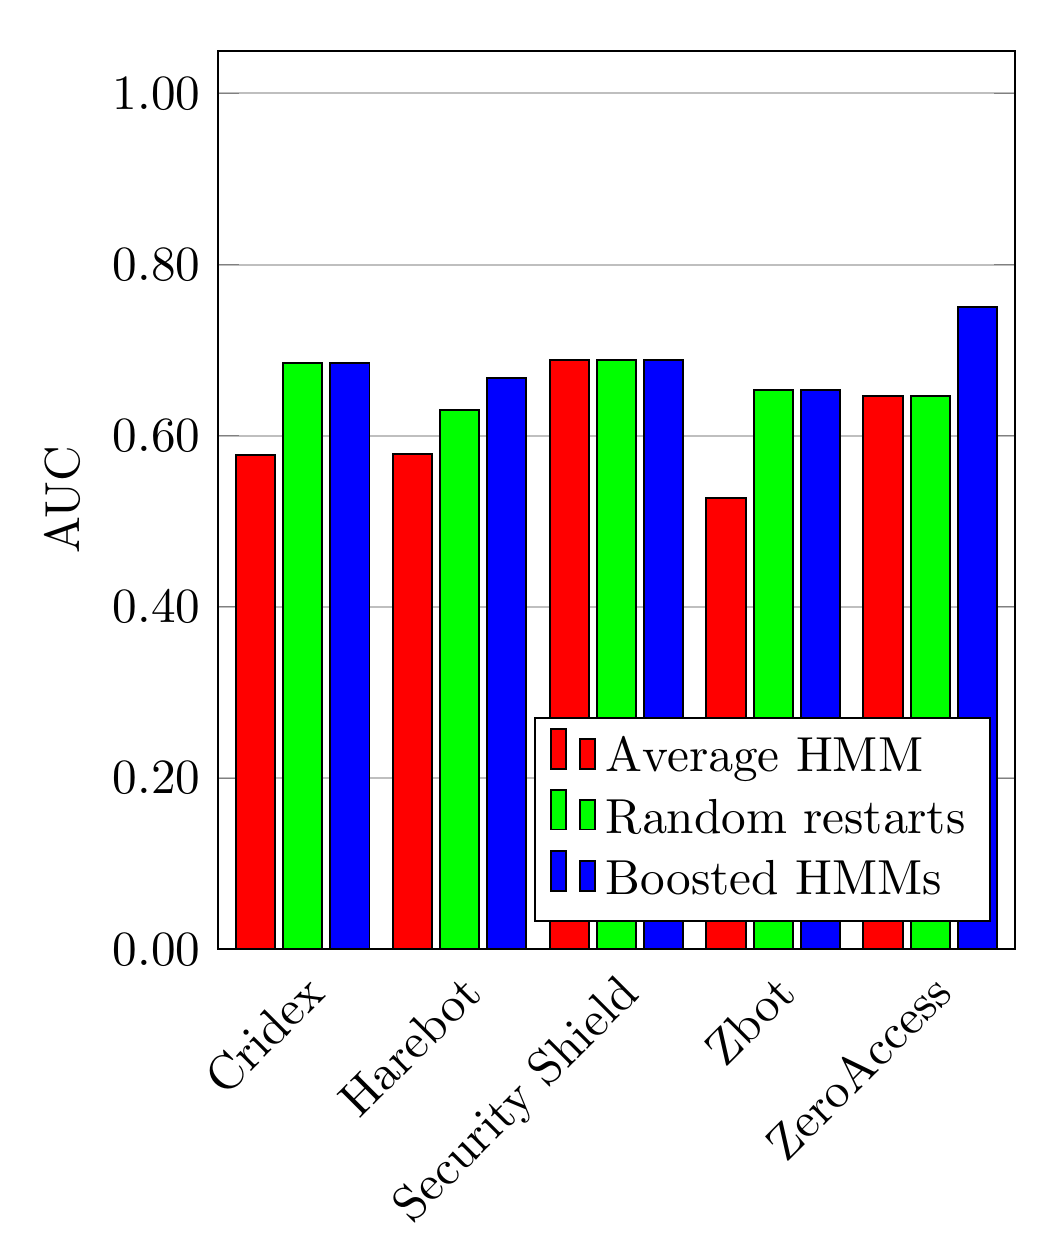 1.00
0.80
0.60
0.40
0.20
0.00
AUC
Average HMM
Random restarts
Boosted HMMs
Cridex
Harebot
Security Shield
Zbot
ZeroAccess